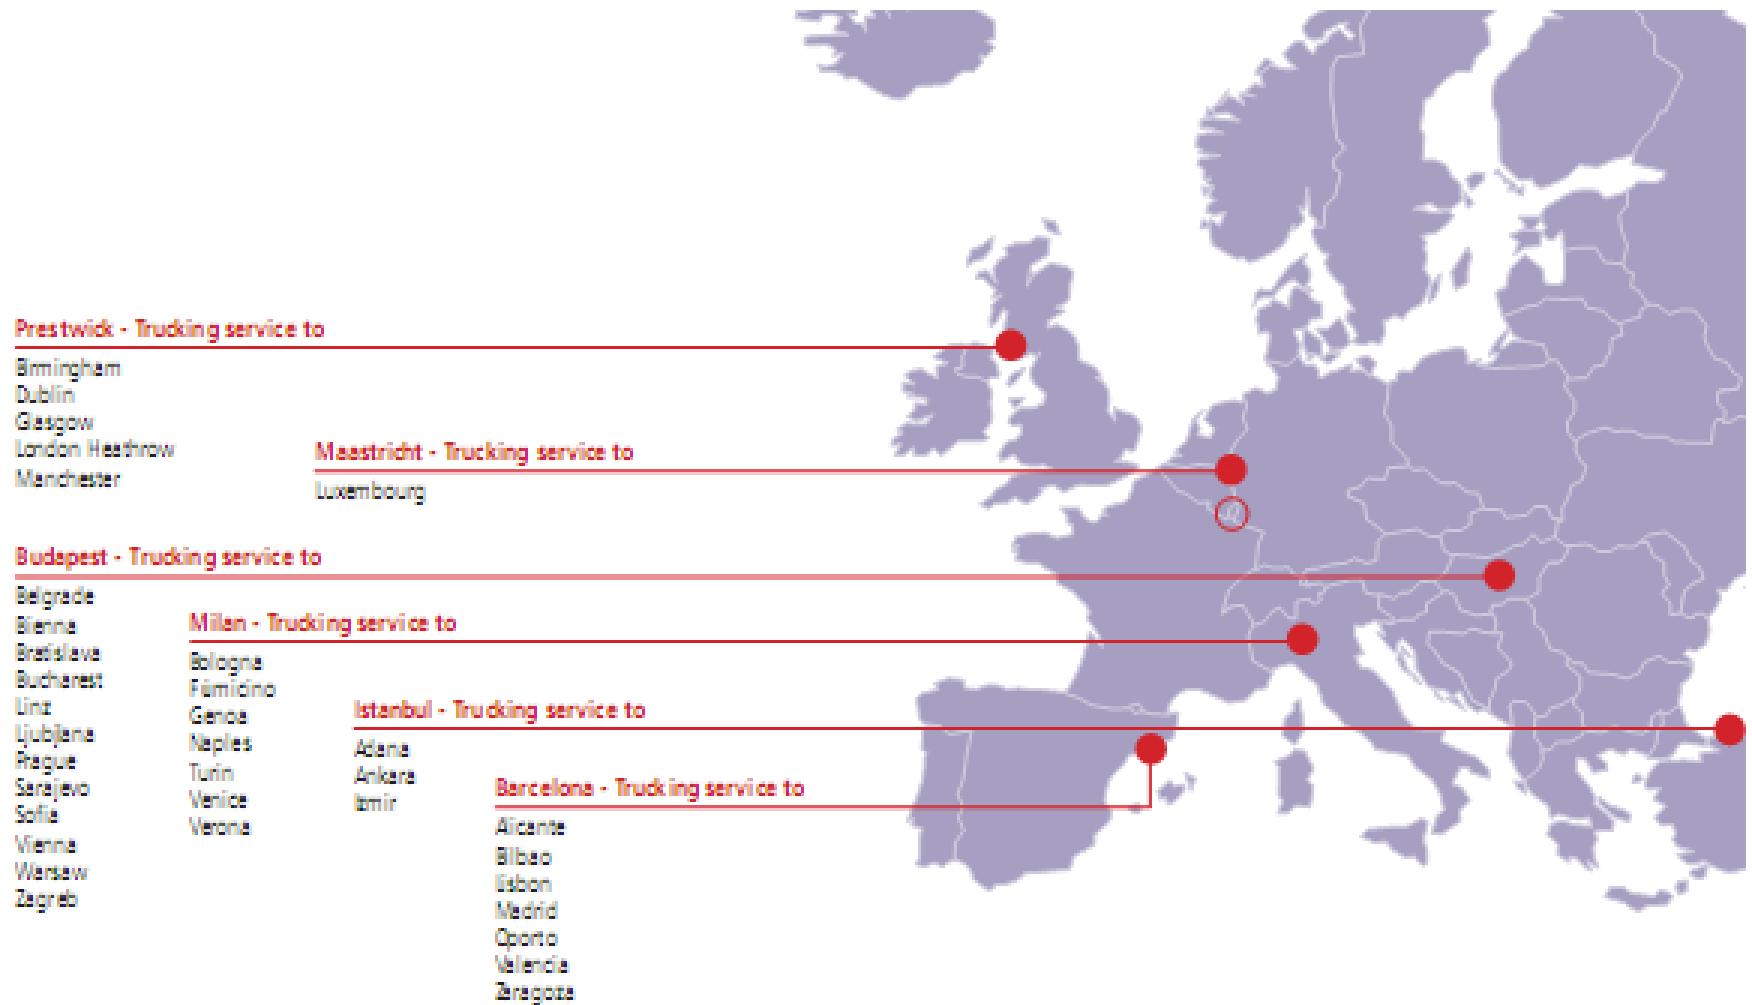 Prestwick - Trucking service to
Birmingham
Dublin
Glasgow
London Heathrow
Manchester
Maastricht - Trucking service to
Luxembourg
Budapest - Trucking service to
Belgrade
Bienna
Bratislava
Bucharest
Linz
Ljubljana
Prague
Sarajevo
Sofia
Vienna
Warsaw
Zagreb
Milan - Trucking service to
Bologna
Fiumicino
Genoa
Naples
Turin
Venice
Verona
Istanbul - Trucking service to
Adana
Ankara
Izmir
Barcelona - Trucking service to
Alicante
Bilbao
Lisbon
Madrid
Oporto
Valencia
Zaragoza